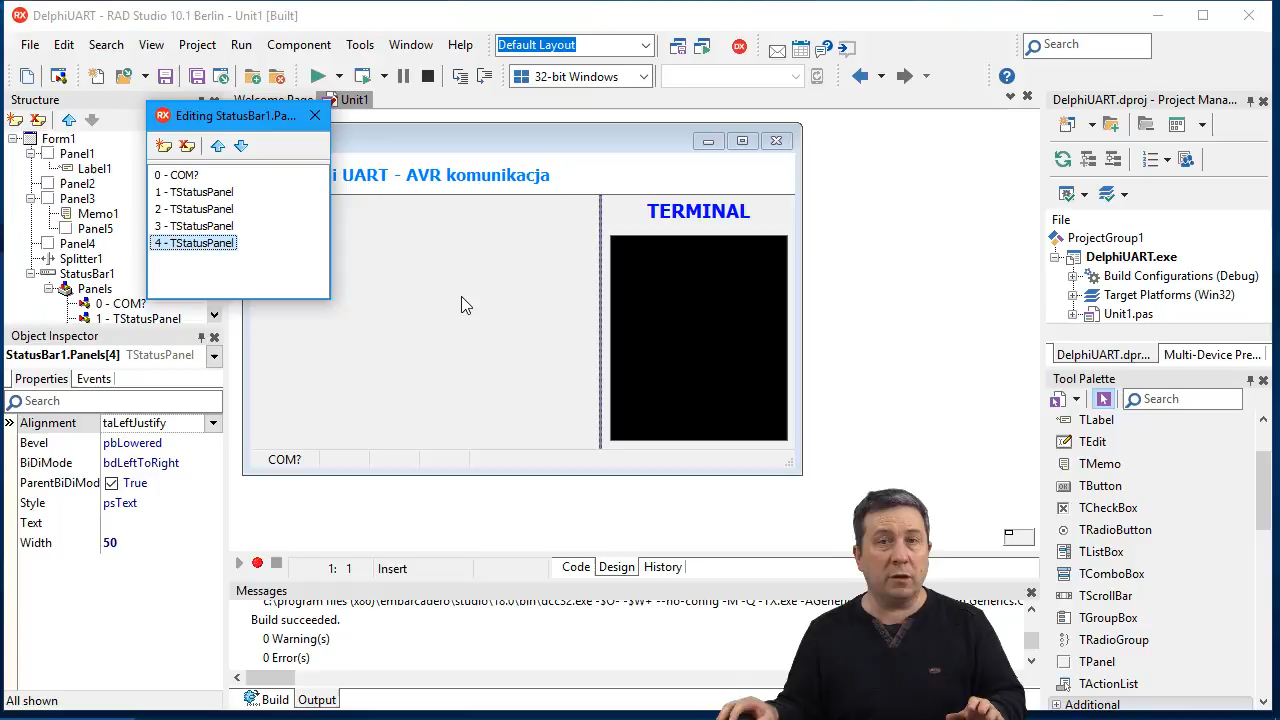 DelphiUART - RAD Studio 10.1 Berlin - Unit1 [Built]
File Edit Search View Project Run Component Tools Window Help
Default Layout
Search
32-bit Windows
Structure
Form1
Panel1
Label1
Panel2
Panel3
Memo1
Panel5
Panel4
Splitter1
StatusBar1
Panels
0 - COM?
1 - TStatusPanel
Editing StatusBar1.Pa...
0 - COM?
1 - TStatusPanel
2 - TStatusPanel
3 - TStatusPanel
4 - TStatusPanel
Unit1
i UART - AVR komunikacja
TERMINAL
COM?
Object Inspector
StatusBar1.Panels[4] TStatusPanel
Properties Events
Search
Alignment taLeftJustify
Bevel pbLowered
BiDiMode bdLeftToRight
ParentBiDiMod True
Style psText
Text
Width 50
All shown
1: 1 Insert
Code Design History
Messages
Build succeeded.
0 Warning(s)
0 Error(s)
Build Output
DelphiUART.dproj - Project Mana...
File
ProjectGroup1
DelphiUART.exe
Build Configurations (Debug)
Target Platforms (Win32)
Unit1.pas
DelphiUART.dpr... Multi-Device Pre...
Tool Palette
Search
TLabel
TEdit
TMemo
TButton
TCheckBox
TRadioButton
TListBox
TComboBox
TScrollBar
TGroupBox
TRadioGroup
TPanel
TActionList
Additional